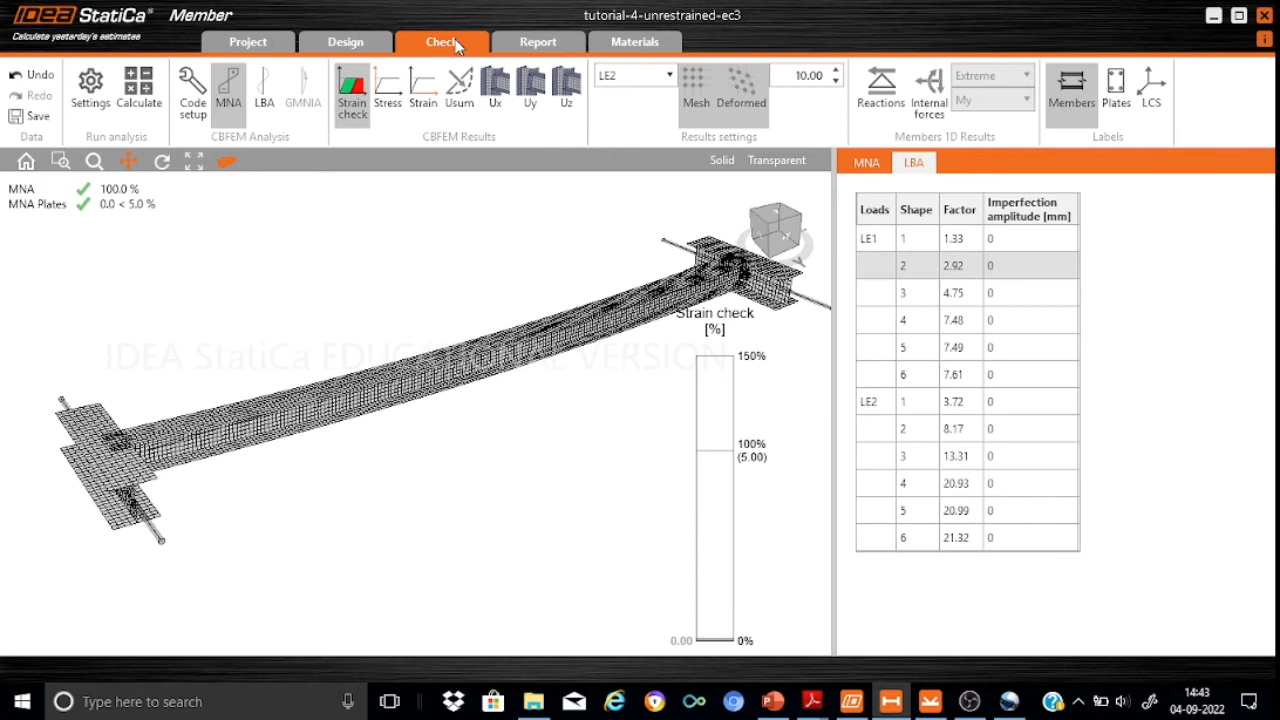 IDEA StatiCa® Member
Calculate yesterday's estimates
tutorial-4-unrestrained-ec3
Project Design Check Report Materials
Undo
Redo
Save
Data
Settings Calculate
Run analysis
Code setup MNA LBA GMNIA
CBFEM Analysis
Strain check Stress Strain Usum Ux Uy Uz
CBFEM Results
LE2
Mesh Deformed
10.00
Results settings
Reactions Internal forces
Extreme
My
Members 1D Results
Members Plates LCS
Labels
Solid Transparent
MNA 100.0 %
MNA Plates 0.0 < 5.0 %
IDEA StatiCa EDUCATIONAL VERSION
Strain check
[%]
150%
100%
(5.00)
0.00 0%
MNA LBA
Loads Shape Factor Imperfection amplitude [mm]
LE1 1 1.33 0
2 2.92 0
3 4.75 0
4 7.48 0
5 7.49 0
6 7.61 0
LE2 1 3.72 0
2 8.17 0
3 13.31 0
4 20.93 0
5 20.99 0
6 21.32 0
Type here to search
14:43
04-09-2022